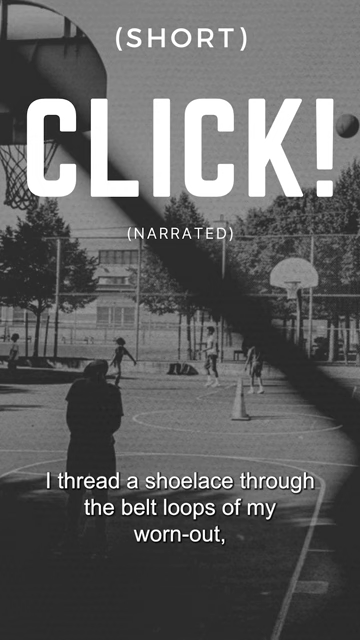 (SHORT)
CLICK!
(NARRATED)
I thread a shoelace through
the belt loops of my
worn-out,